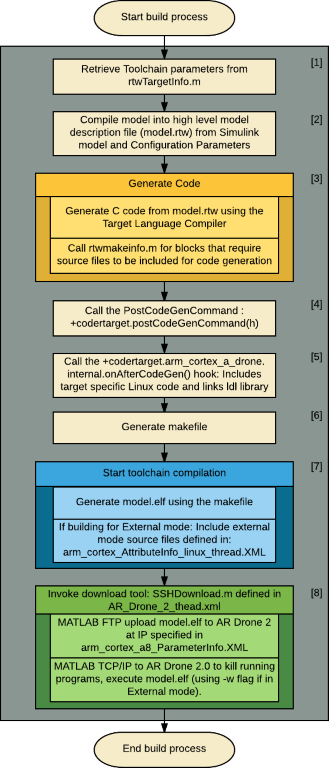 Start build process
[1]
Retrieve Toolchain parameters from
rtwTargetInfo.m
[2]
Compile model into high level model
description file (model.rtw) from Simulink
model and Configuration Parameters
[3]
Generate Code
Generate C code from model.rtw using the
Target Language Compiler
Call rtwmakeinfo.m for blocks that require
source files to be included for code generation
[4]
Call the PostCodeGenCommand :
+codertarget.postCodeGenCommand(h)
[5]
Call the +codertarget.arm_cortex_a_drone.
internal.onAfterCodeGen() hook: Includes
target specific Linux code and links ldl library
[6]
Generate makefile
[7]
Start toolchain compilation
Generate model.elf using the makefile
If building for External mode: Include external
mode source files defined in:
arm_cortex_AttributeInfo_linux_thread.XML
[8]
Invoke download tool: SSHDownload.m defined in
AR_Drone_2_thead.xml
MATLAB FTP upload model.elf to AR Drone 2
at IP specified in
arm_cortex_a8_ParameterInfo.XML
MATLAB TCP/IP to AR Drone 2.0 to kill running
programs, execute model.elf (using -w flag if in
External mode).
End build process